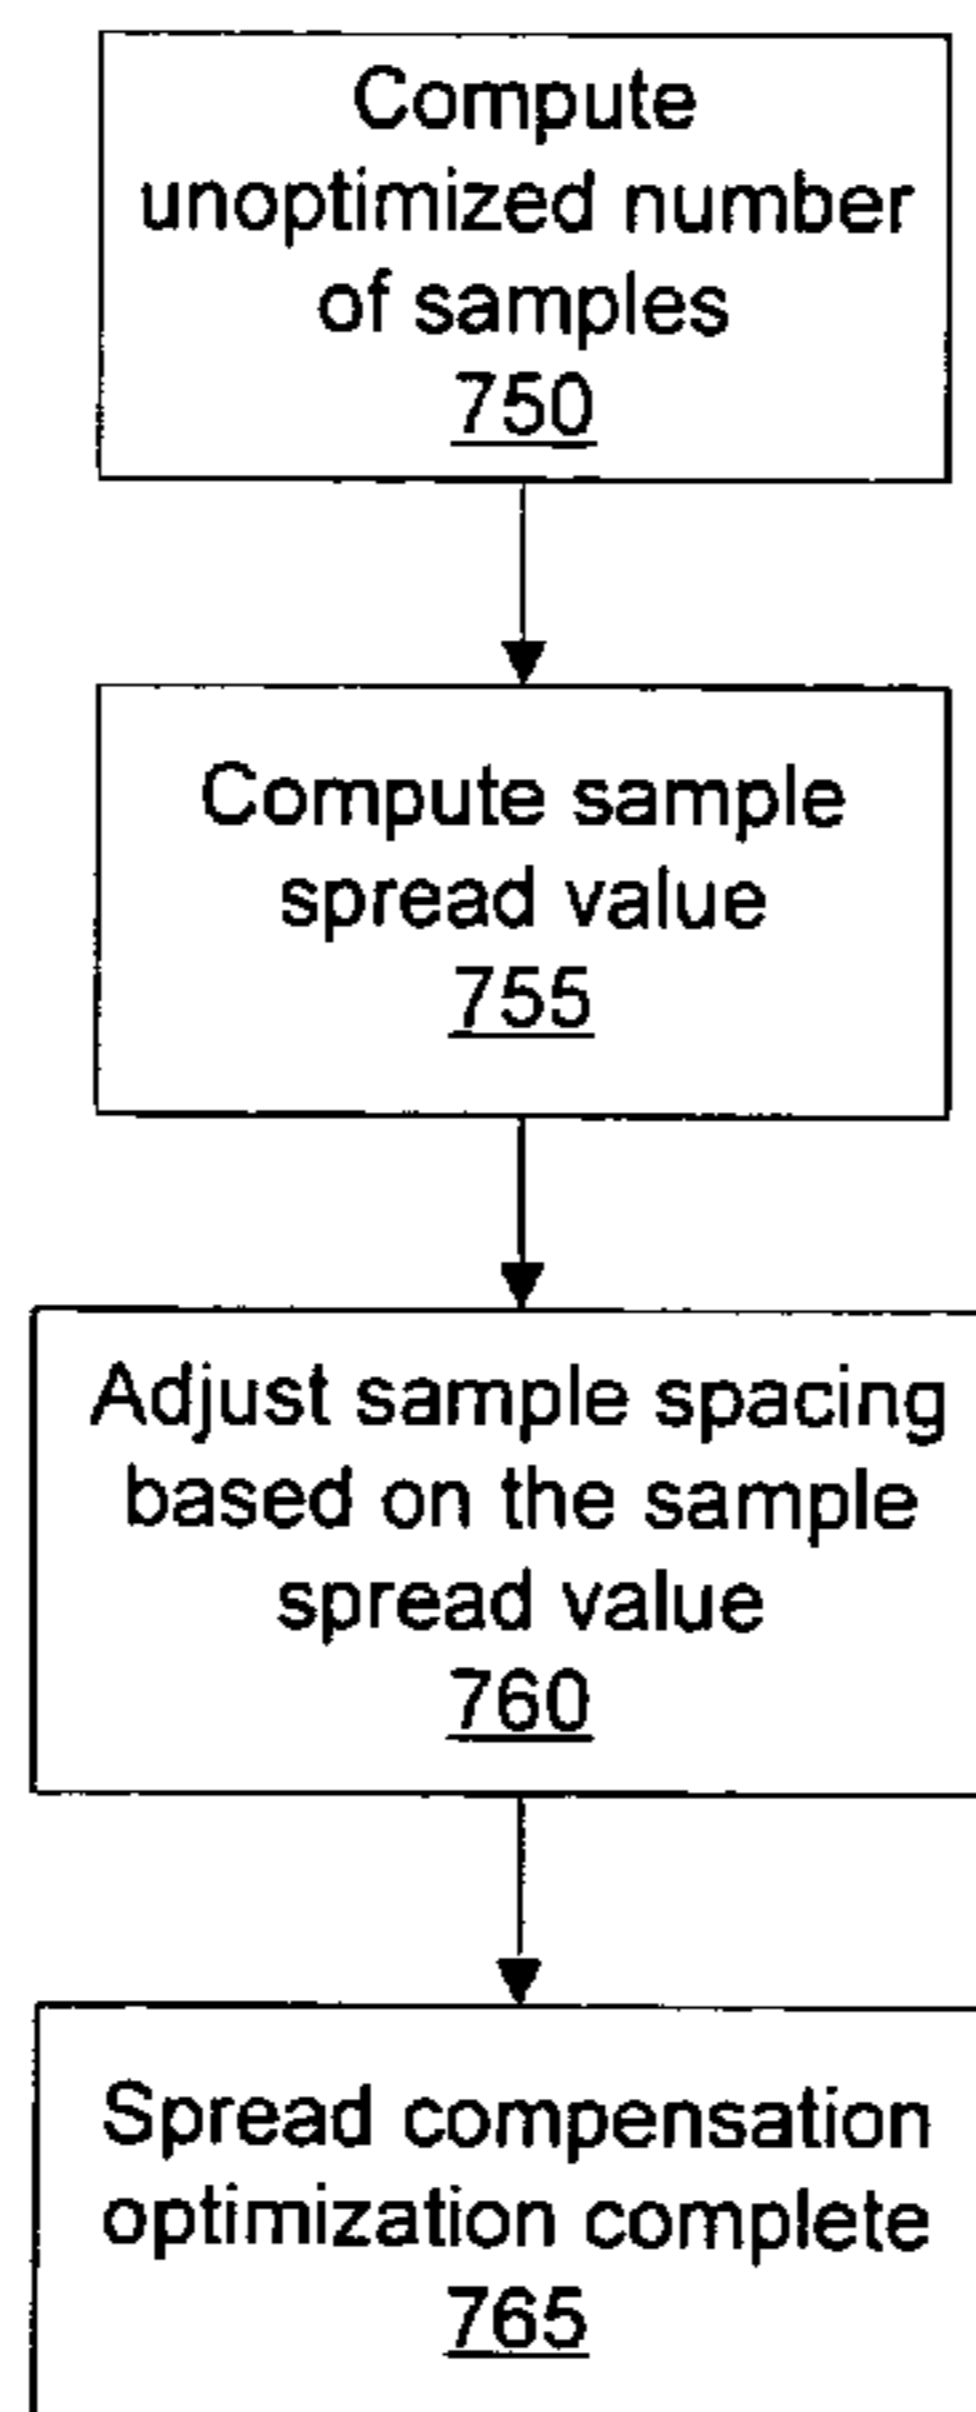 Compute
unoptimized number
of samples
750
Compute sample
spread value
755
Adjust sample spacing
based on the sample
spread value
760
Spread compensation
optimization complete
765